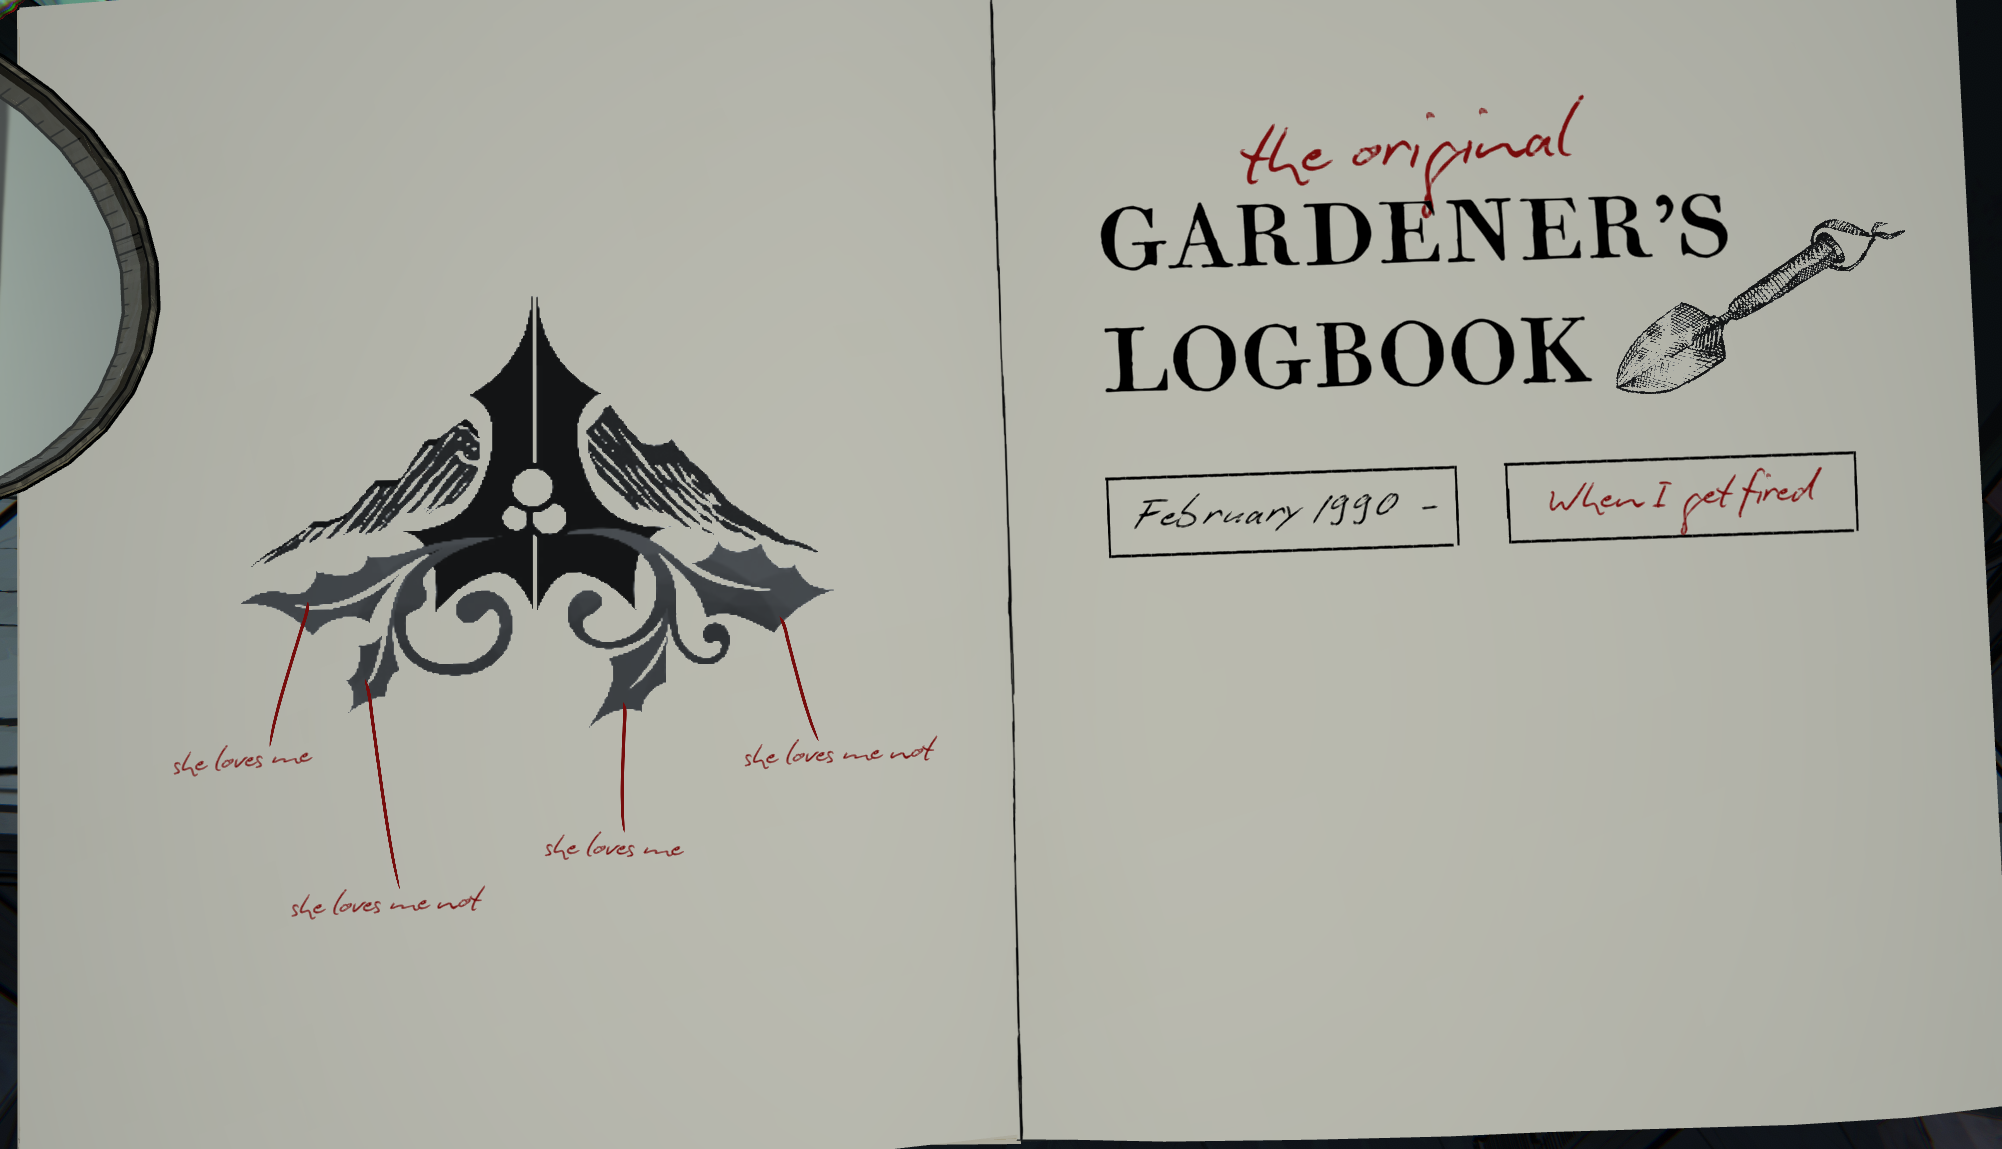 she loves me
she loves me not
she loves me
she loves me not
the original
GARDENER'S
LOGBOOK
February 1990 -
When I get fired